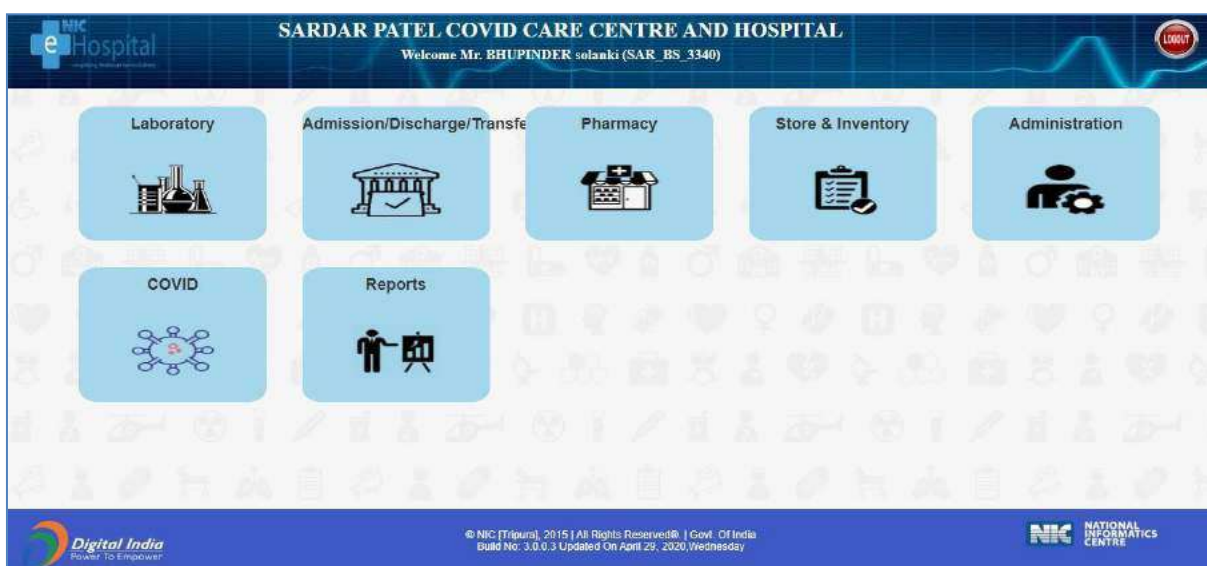 NIC
e Hospital
SARDAR PATEL COVID CARE CENTRE AND HOSPITAL
Welcome Mr. BHUPINDER solanki (SAR_BS_3340)
LOGOUT
Laboratory
Admission/Discharge/Transfe
Pharmacy
Store & Inventory
Administration
COVID
Reports
Digital India
Power To Empower
© NIC [Tripura], 2015 | All Rights Reserved®. | Govt. Of India
Build No: 3.0.0.3 Updated On April 29, 2020,Wednesday
NIC
NATIONAL
INFORMATICS
CENTRE